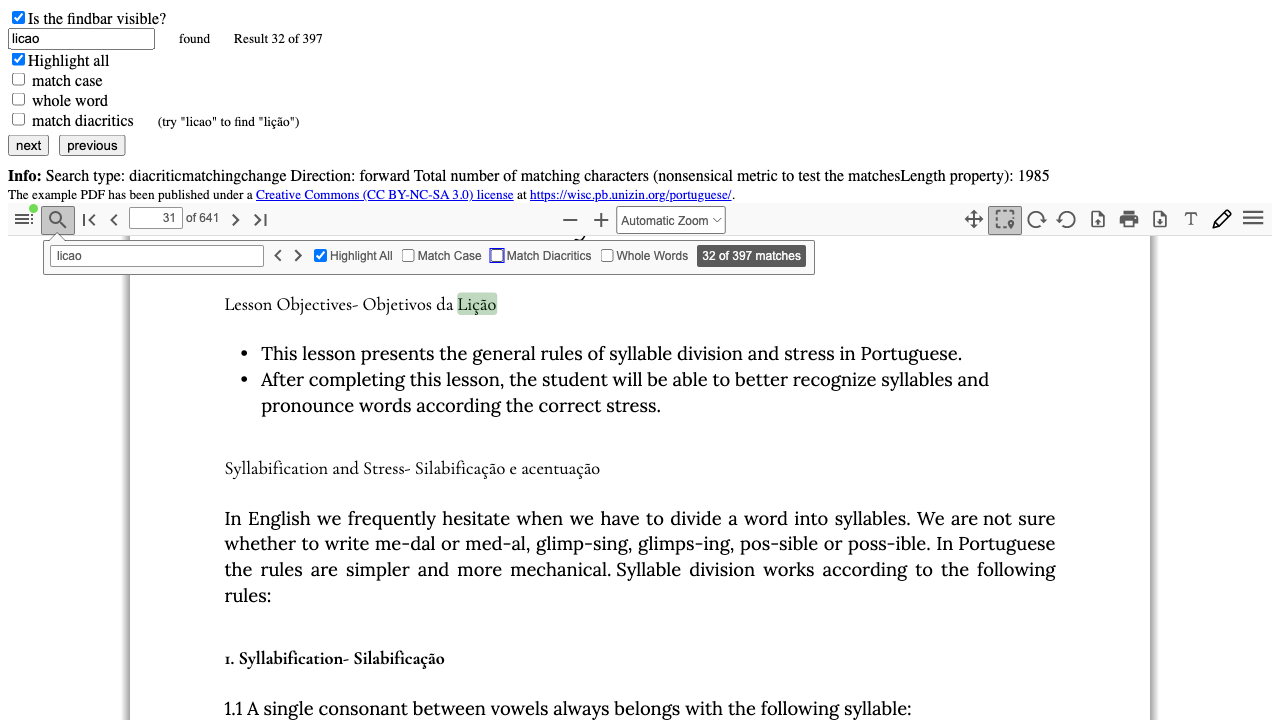 Is the findbar visible?
licao found Result 32 of 397
Highlight all
match case
whole word
match diacritics (try "licao" to find "lição")
next previous
Info: Search type: diacriticmatchingchange Direction: forward Total number of matching characters (nonsensical metric to test the matchesLength property): 1985
The example PDF has been published under a Creative Commons (CC BY-NC-SA 3.0) license at https://wisc.pb.unizin.org/portuguese/.
31 of 641 Automatic Zoom
licao Highlight All Match Case Match Diacritics Whole Words 32 of 397 matches
Lesson Objectives- Objetivos da Lição
• This lesson presents the general rules of syllable division and stress in Portuguese.
• After completing this lesson, the student will be able to better recognize syllables and
pronounce words according the correct stress.
Syllabification and Stress- Silabificação e acentuação
In English we frequently hesitate when we have to divide a word into syllables. We are not sure
whether to write me-dal or med-al, glimp-sing, glimps-ing, pos-sible or poss-ible. In Portuguese
the rules are simpler and more mechanical. Syllable division works according to the following
rules:
1. Syllabification- Silabificação
1.1 A single consonant between vowels always belongs with the following syllable: